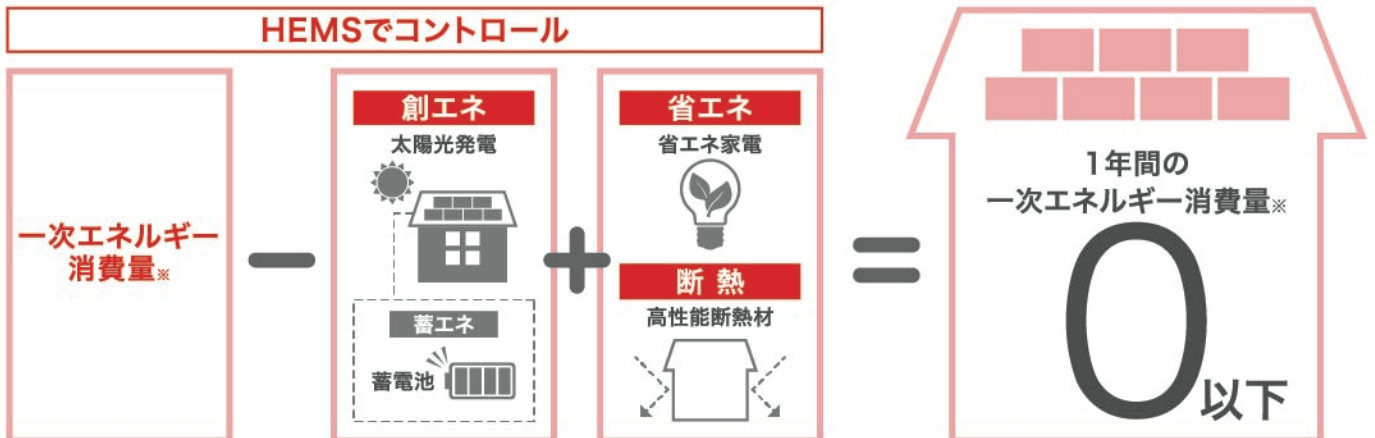 HEMSでコントロール
一次エネルギー
消費量※
−
創エネ
太陽光発電
蓄エネ
蓄電池
+
省エネ
省エネ家電
断熱
高性能断熱材
=
1年間の
一次エネルギー消費量※
0以下